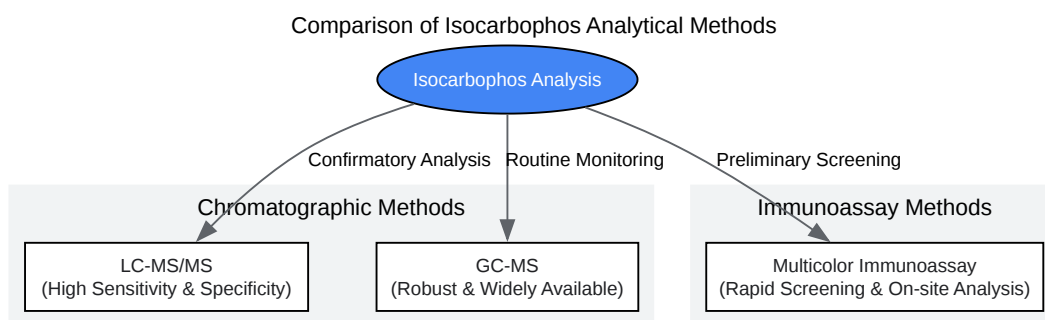 Comparison of Isocarbophos Analytical Methods
Isocarbophos Analysis
Confirmatory Analysis
Routine Monitoring
Preliminary Screening
Chromatographic Methods
Immunoassay Methods
LC-MS/MS
(High Sensitivity & Specificity)
GC-MS
(Robust & Widely Available)
Multicolor Immunoassay
(Rapid Screening & On-site Analysis)